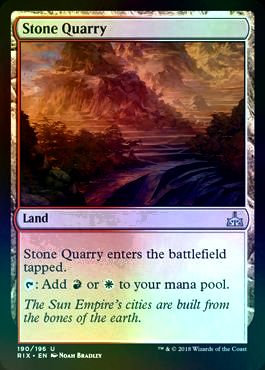 Stone Quarry
Land
Stone Quarry enters the battlefield
tapped.
: Add or to your mana pool.
The Sun Empire's cities are built from
the bones of the earth.
190/196 U
RIX • EN NOAH BRADLEY
™ & © 2018 Wizards of the Coast